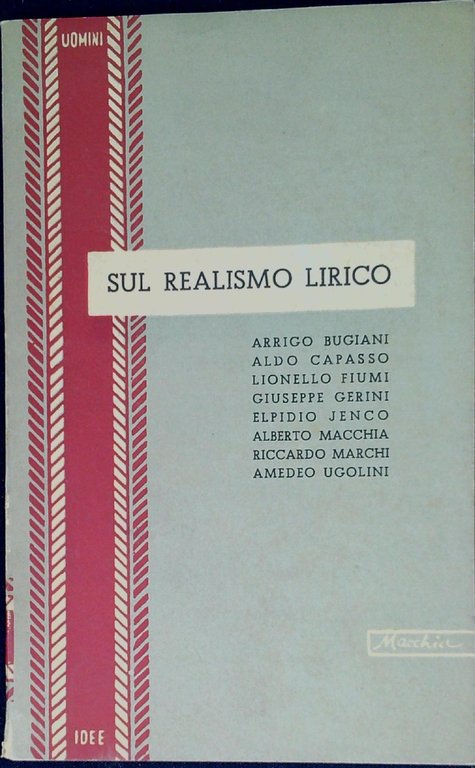 UOMINI
SUL REALISMO LIRICO
ARRIGO BUGIANI
ALDO CAPASSO
LIONELLO FIUMI
GIUSEPPE GERINI
ELPIDIO JENCO
ALBERTO MACCHIA
RICCARDO MARCHI
AMEDEO UGOLINI
Macchia
IDEE